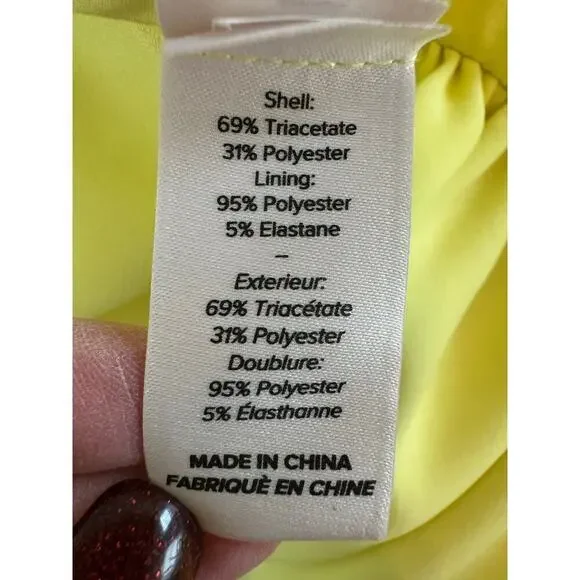 Shell:
69% Triacetate
31% Polyester
Lining:
95% Polyester
5% Elastane
–
Exterieur:
69% Triacétate
31% Polyester
Doublure:
95% Polyester
5% Élasthanne
MADE IN CHINA
FABRIQUÈ EN CHINE